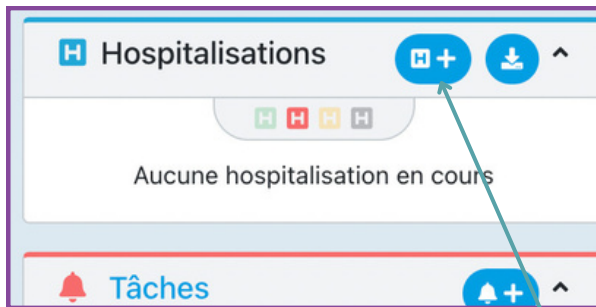 H Hospitalisations H +
H H H H
Aucune hospitalisation en cours
Tâches +